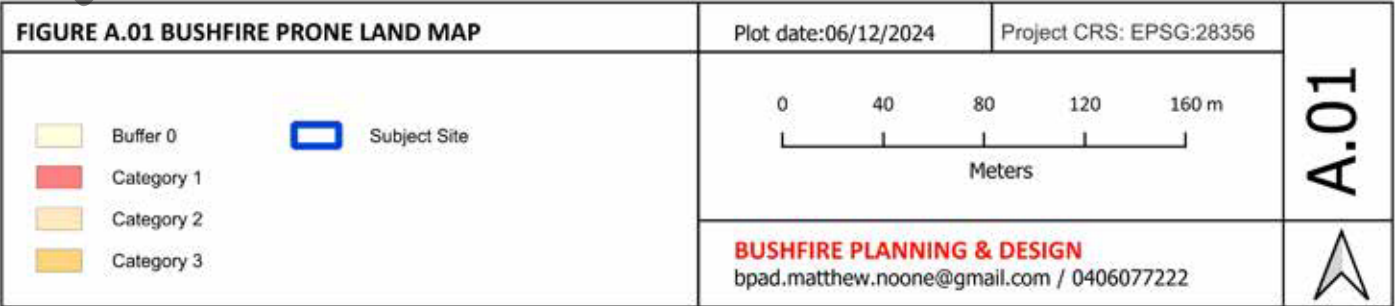 FIGURE A.01 BUSHFIRE PRONE LAND MAP
Plot date:06/12/2024
Project CRS: EPSG:28356
A.01
Buffer 0
Subject Site
Category 1
Category 2
Category 3
0 40 80 120 160 m
Meters
BUSHFIRE PLANNING & DESIGN
bpad.matthew.noone@gmail.com / 0406077222